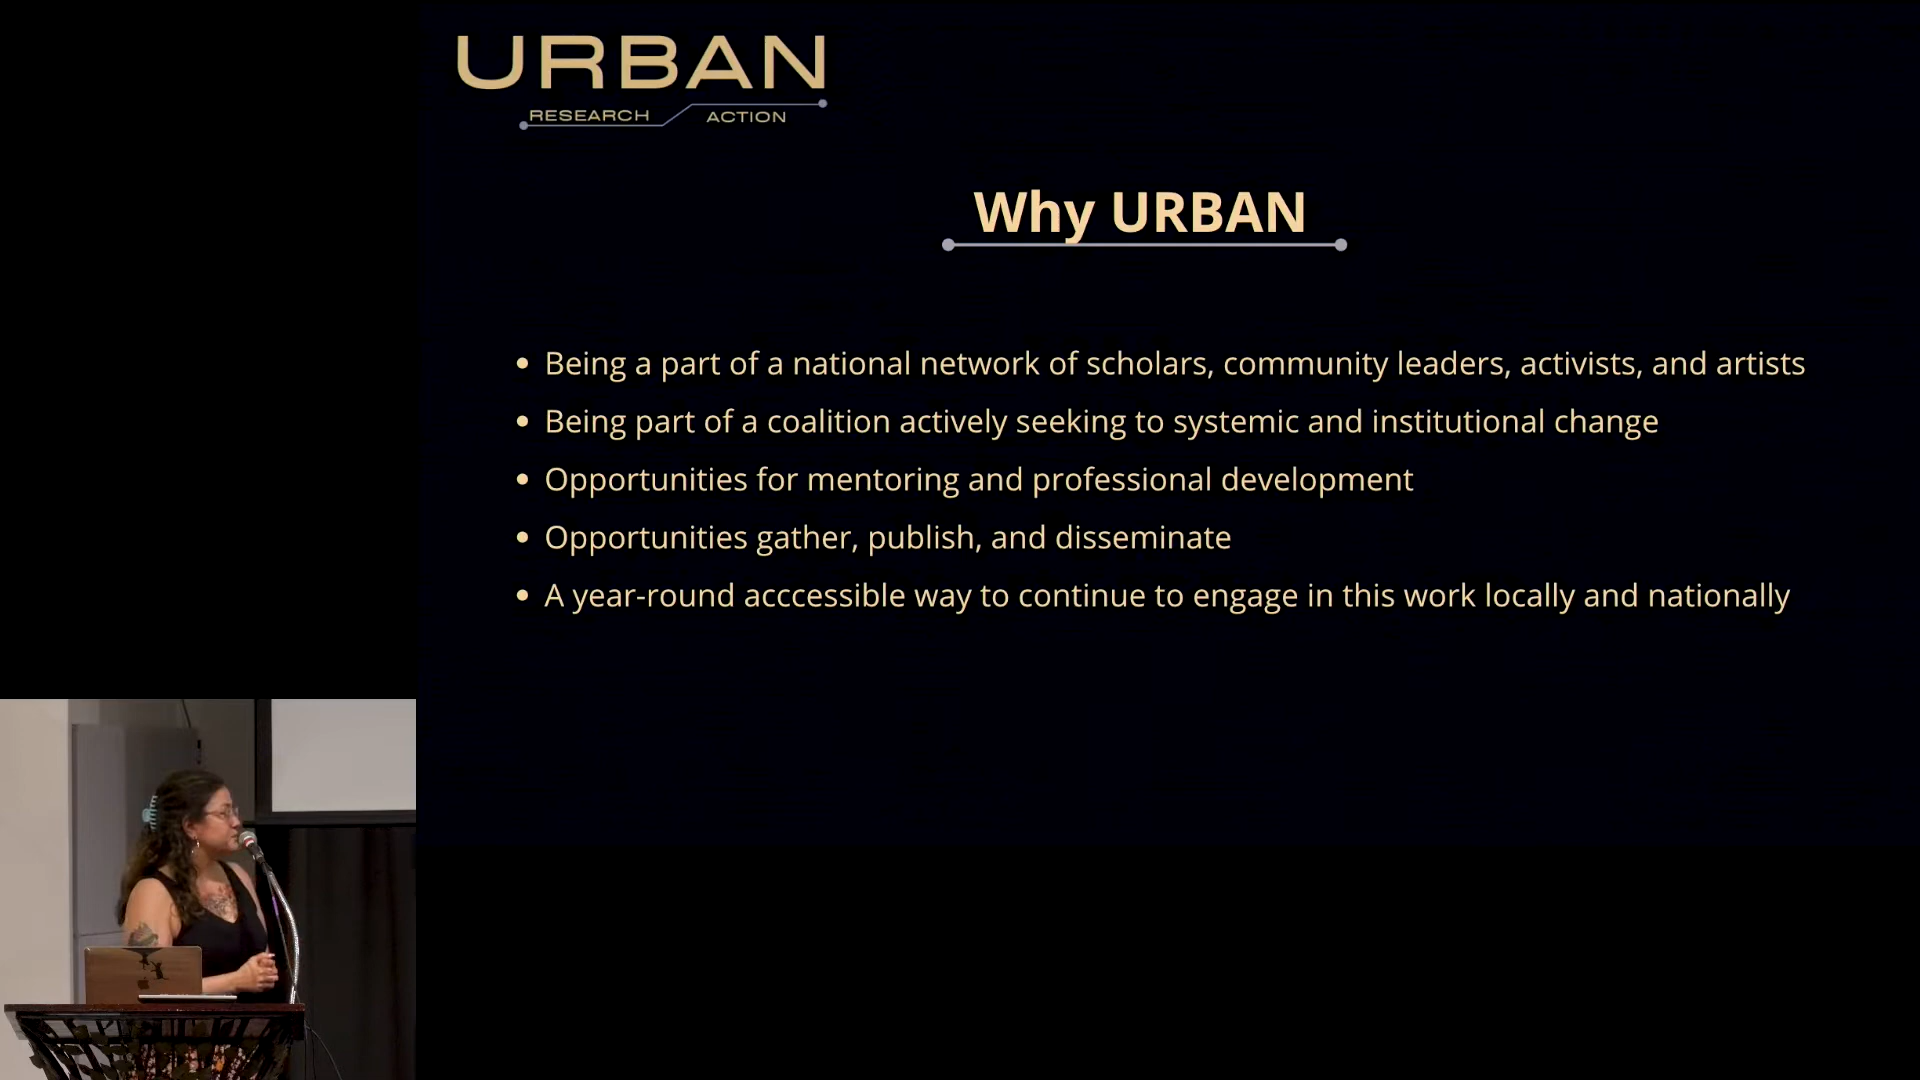 URBAN
RESEARCH ACTION
Why URBAN
• Being a part of a national network of scholars, community leaders, activists, and artists
• Being part of a coalition actively seeking to systemic and institutional change
• Opportunities for mentoring and professional development
• Opportunities gather, publish, and disseminate
• A year-round acccessible way to continue to engage in this work locally and nationally